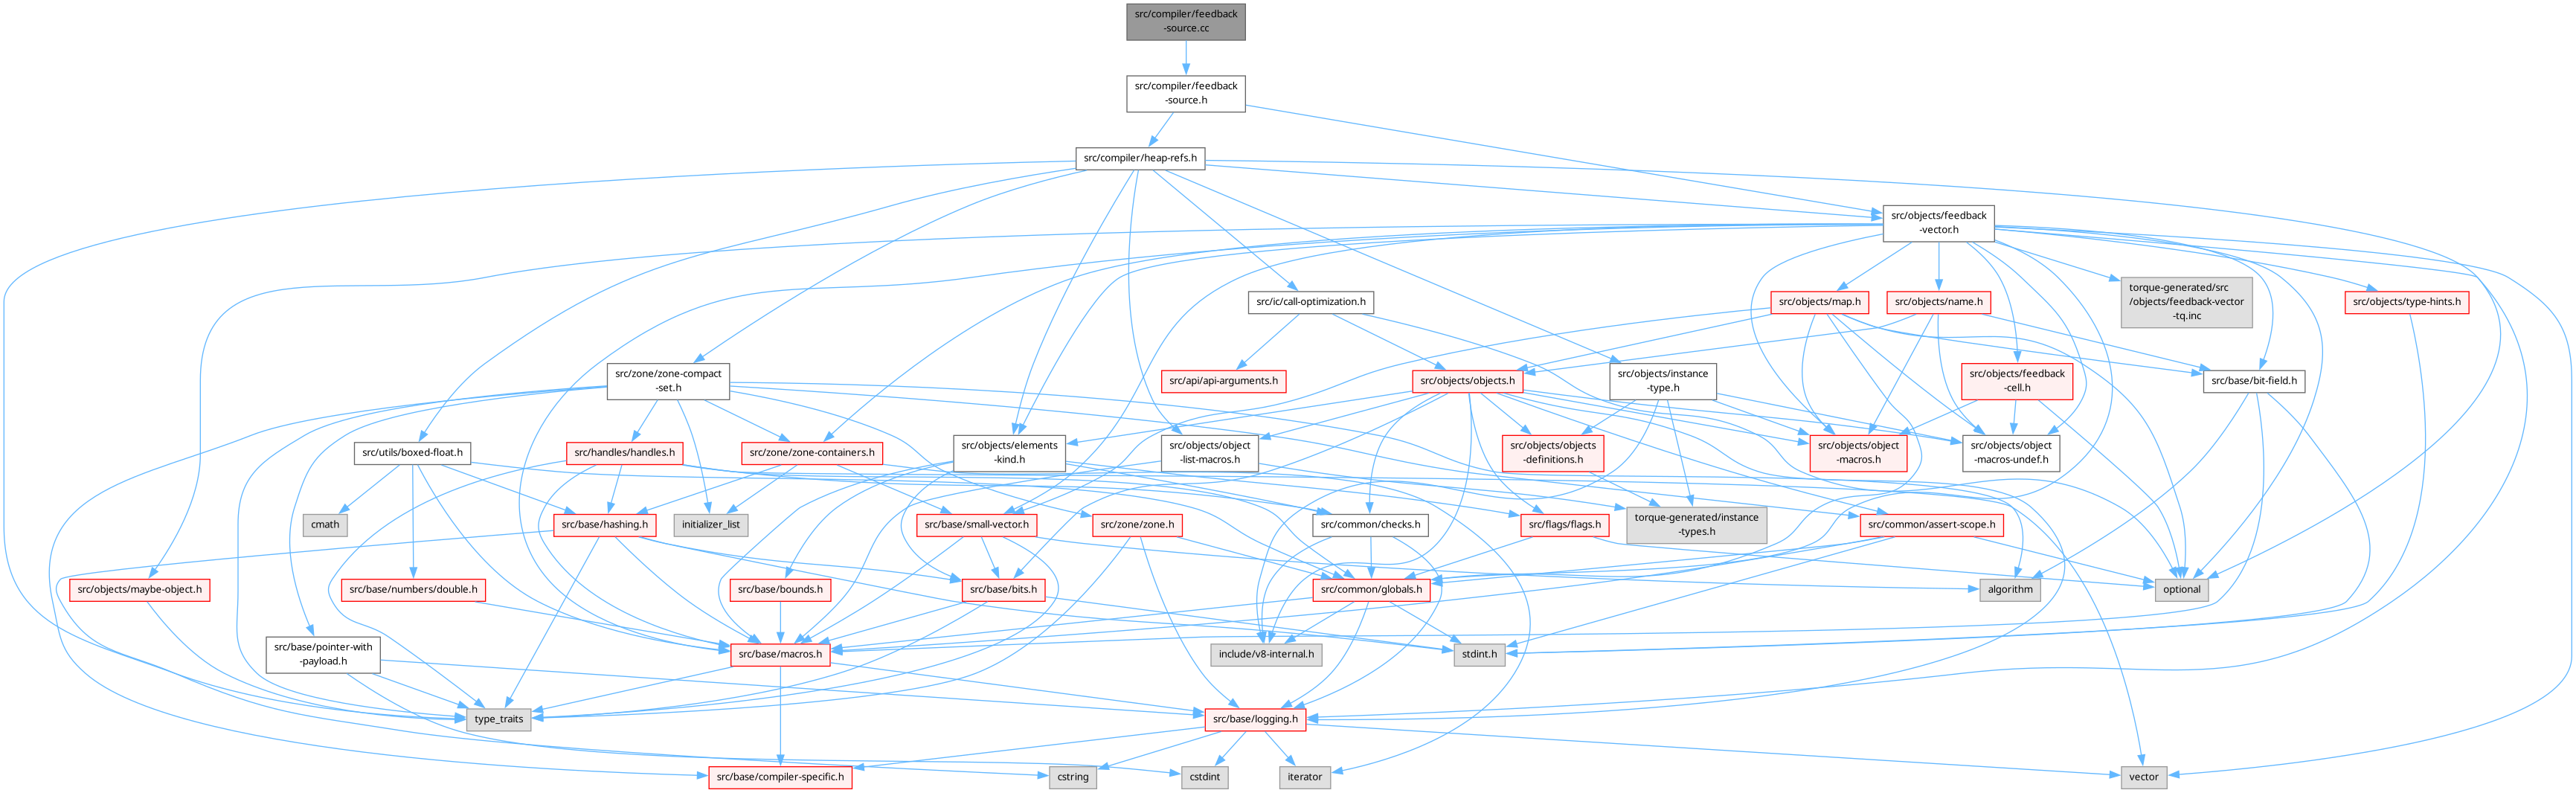 src/compiler/feedback
-source.cc
src/compiler/feedback
-source.h
src/compiler/heap-refs.h
src/objects/feedback
-vector.h
src/ic/call-optimization.h
src/objects/map.h
src/objects/name.h
torque-generated/src
/objects/feedback-vector
-tq.inc
src/objects/type-hints.h
src/zone/zone-compact
-set.h
src/api/api-arguments.h
src/objects/objects.h
src/objects/instance
-type.h
src/objects/feedback
-cell.h
src/base/bit-field.h
src/utils/boxed-float.h
src/handles/handles.h
src/zone/zone-containers.h
src/objects/elements
-kind.h
src/objects/object
-list-macros.h
src/objects/objects
-definitions.h
src/objects/object
-macros.h
src/objects/object
-macros-undef.h
cmath
src/base/hashing.h
initializer_list
src/base/small-vector.h
src/zone/zone.h
src/common/checks.h
src/flags/flags.h
torque-generated/instance
-types.h
src/common/assert-scope.h
src/objects/maybe-object.h
src/base/numbers/double.h
src/base/bounds.h
src/base/bits.h
src/common/globals.h
algorithm
optional
src/base/pointer-with
-payload.h
src/base/macros.h
include/v8-internal.h
stdint.h
type_traits
src/base/logging.h
src/base/compiler-specific.h
cstring
cstdint
iterator
vector